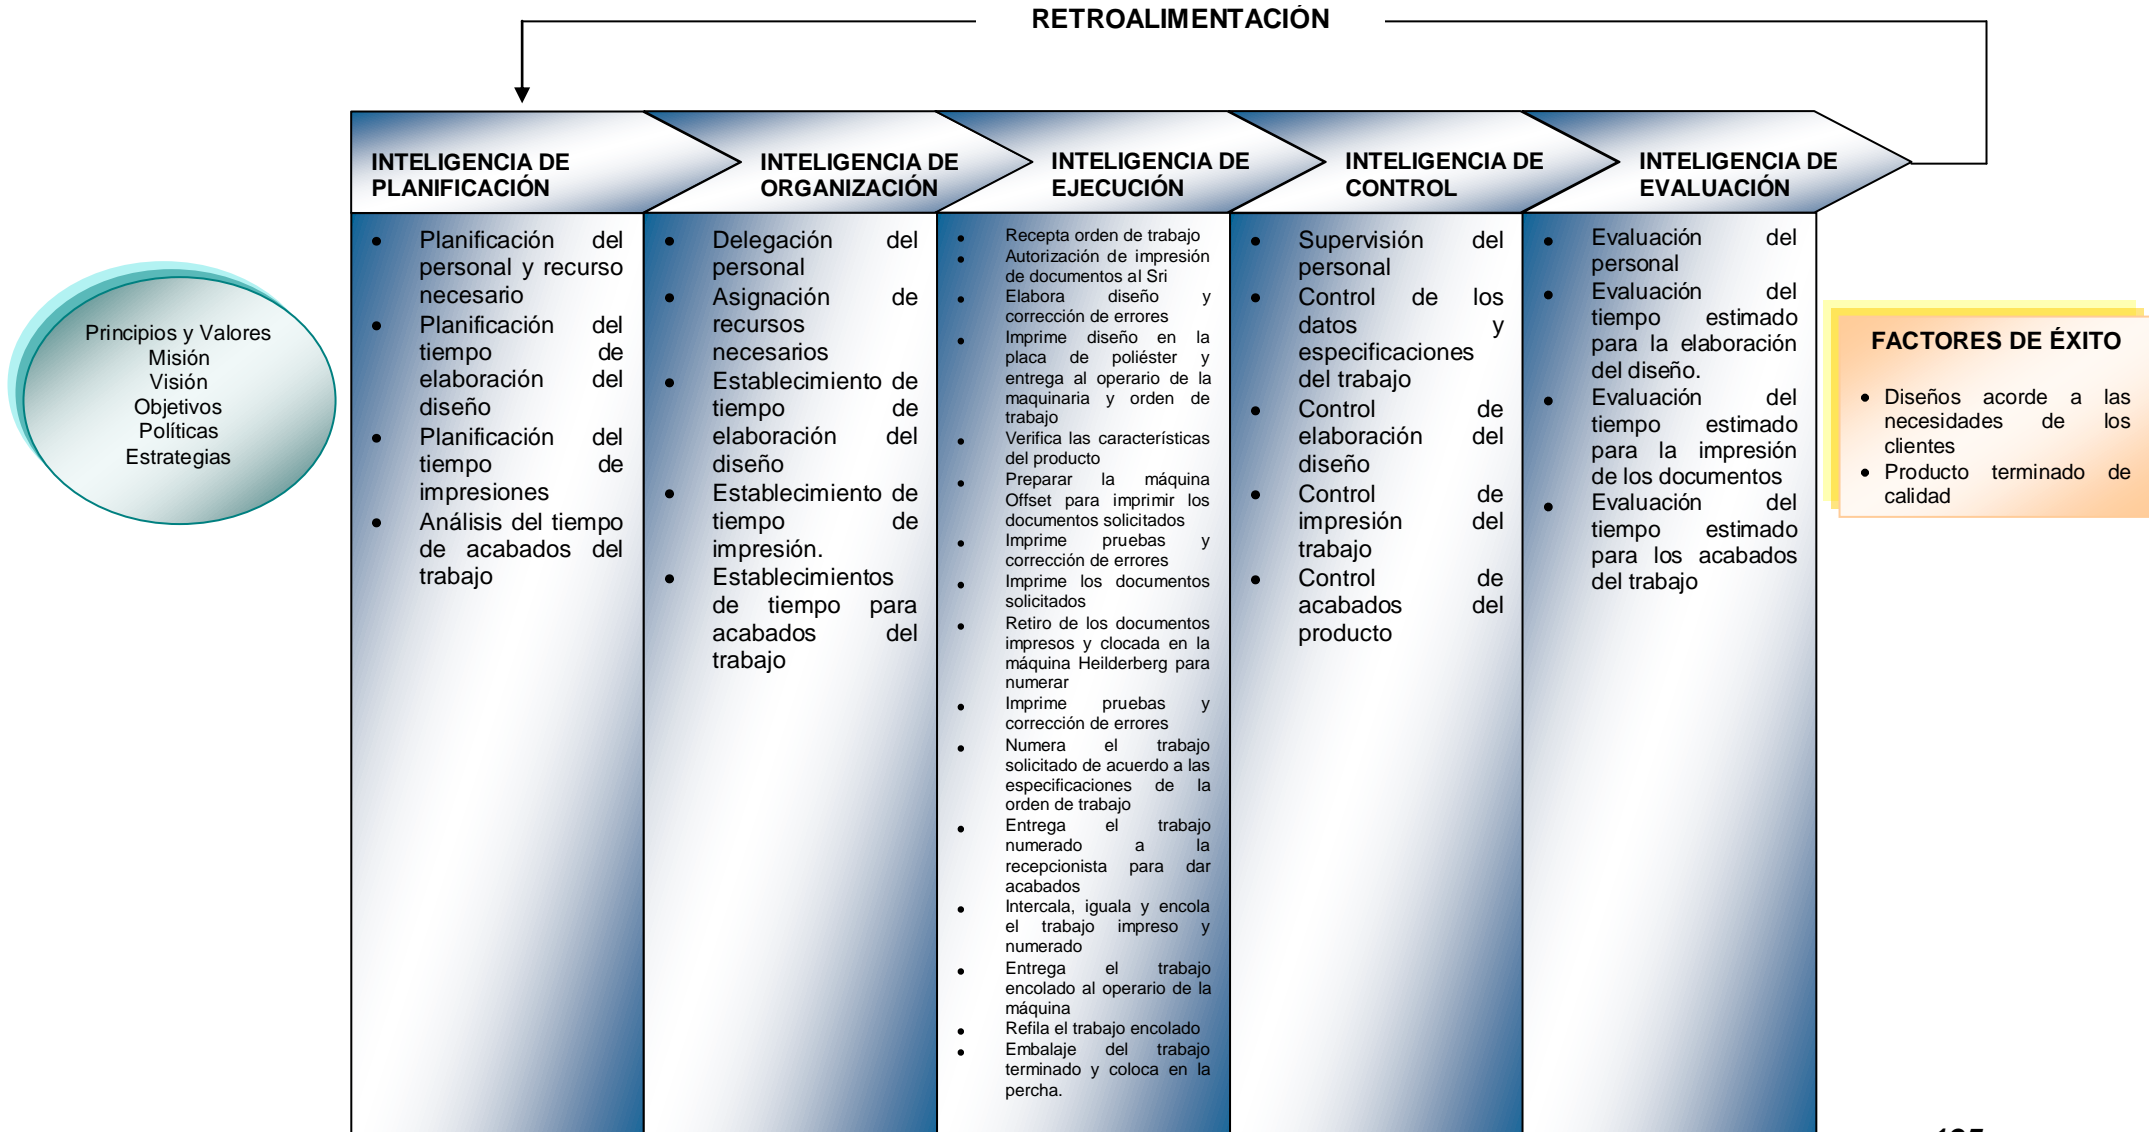 RETROALIMENTACIÓN
INTELIGENCIA DE
PLANIFICACIÓN
INTELIGENCIA DE
ORGANIZACIÓN
INTELIGENCIA DE
EJECUCIÓN
INTELIGENCIA DE
CONTROL
INTELIGENCIA DE
EVALUACIÓN
Principios y Valores
Misión
Visión
Objetivos
Políticas
Estrategias
• Planificación del
personal y recurso
necesario
• Planificación del
tiempo de
elaboración del
diseño
• Planificación del
tiempo de
impresiones
• Análisis del tiempo
de acabados del
trabajo
• Delegación del
personal
• Asignación de
recursos
necesarios
• Establecimiento de
tiempo de
elaboración del
diseño
• Establecimiento de
tiempo de
impresión.
• Establecimientos
de tiempo para
acabados del
trabajo
• Recepta orden de trabajo
• Autorización de impresión
de documentos al Sri
• Elabora diseño y
corrección de errores
• Imprime diseño en la
placa de poliéster y
entrega al operario de la
maquinaria y orden de
trabajo
• Verifica las características
del producto
• Preparar la máquina
Offset para imprimir los
documentos solicitados
• Imprime pruebas y
corrección de errores
• Imprime los documentos
solicitados
• Retiro de los documentos
impresos y clocada en la
máquina Heilderberg para
numerar
• Imprime pruebas y
corrección de errores
• Numera el trabajo
solicitado de acuerdo a las
especificaciones de la
orden de trabajo
• Entrega el trabajo
numerado a la
recepcionista para dar
acabados
• Intercala, iguala y encola
el trabajo impreso y
numerado
• Entrega el trabajo
encolado al operario de la
máquina
• Refila el trabajo encolado
• Embalaje del trabajo
terminado y coloca en la
percha.
• Supervisión del
personal
• Control de los
datos y
especificaciones
del trabajo
• Control de
elaboración del
diseño
• Control de
impresión del
trabajo
• Control de
acabados del
producto
• Evaluación del
personal
• Evaluación del
tiempo estimado
para la elaboración
del diseño.
• Evaluación del
tiempo estimado
para la impresión
de los documentos
• Evaluación del
tiempo estimado
para los acabados
del trabajo
FACTORES DE ÉXITO
• Diseños acorde a las
necesidades de los
clientes
• Producto terminado de
calidad